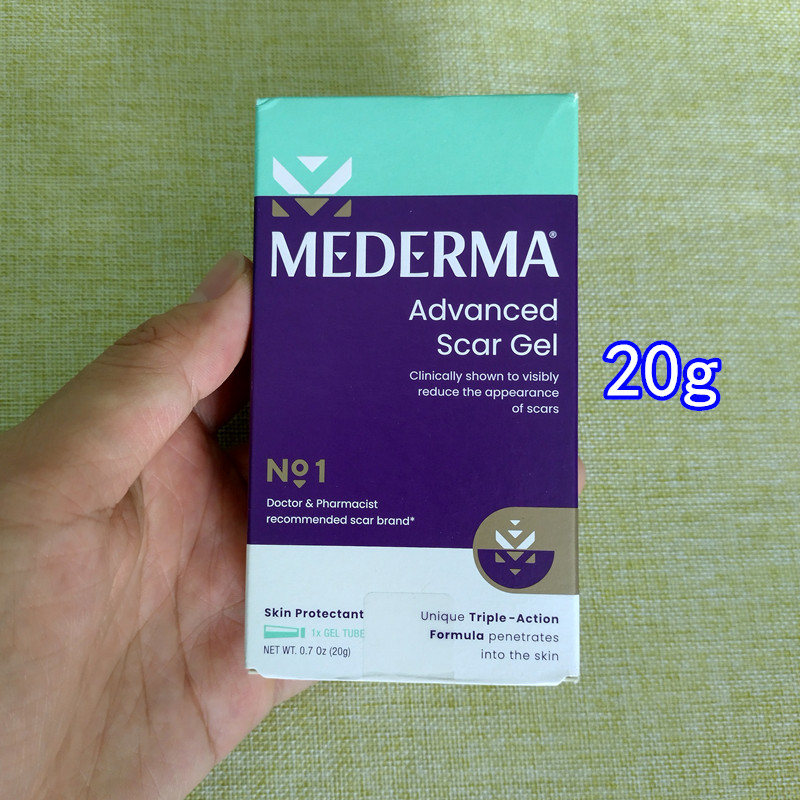 MEDERMA®
Advanced
Scar Gel
Clinically shown to visibly
reduce the appearance
of scars
20g
Nº1
Doctor & Pharmacist
recommended scar brand*
Skin Protectant
1x GEL TUBE
NET WT. 0.7 Oz (20g)
Unique Triple-Action
Formula penetrates
into the skin